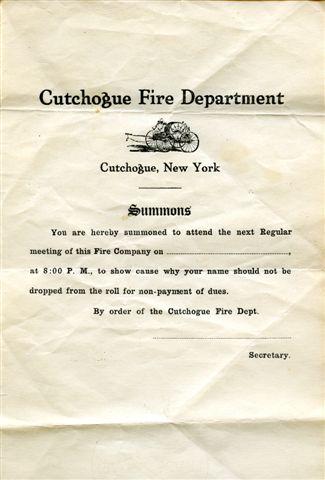 Cutchogue Fire Department
Cutchogue, New York
Summons
You are hereby summoned to attend the next Regular
meeting of this Fire Company on ........................................,
at 8:00 P. M., to show cause why your name should not be
dropped from the roll for non-payment of dues.
By order of the Cutchogue Fire Dept.
........................................
Secretary.